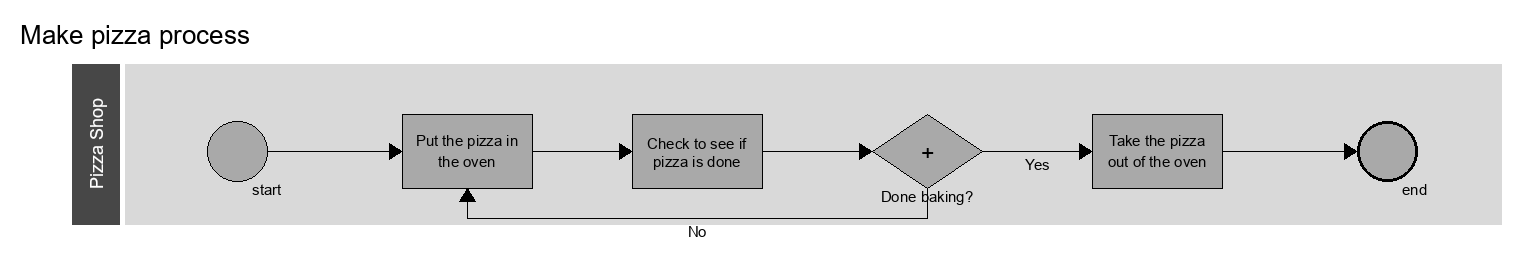 Make pizza process
Pizza Shop
start
Put the pizza in
the oven
Check to see if
pizza is done
+
Done baking?
Yes
No
Take the pizza
out of the oven
end